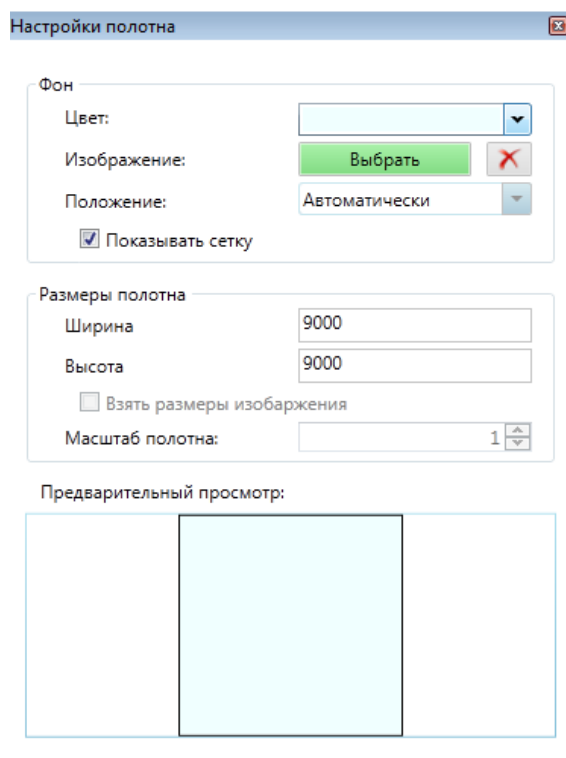 Настройки полотна
Фон
Цвет:
Изображение: Выбрать
Положение: Автоматически
Показывать сетку
Размеры полотна
Ширина 9000
Высота 9000
Взять размеры изобаржения
Масштаб полотна: 1
Предварительный просмотр: